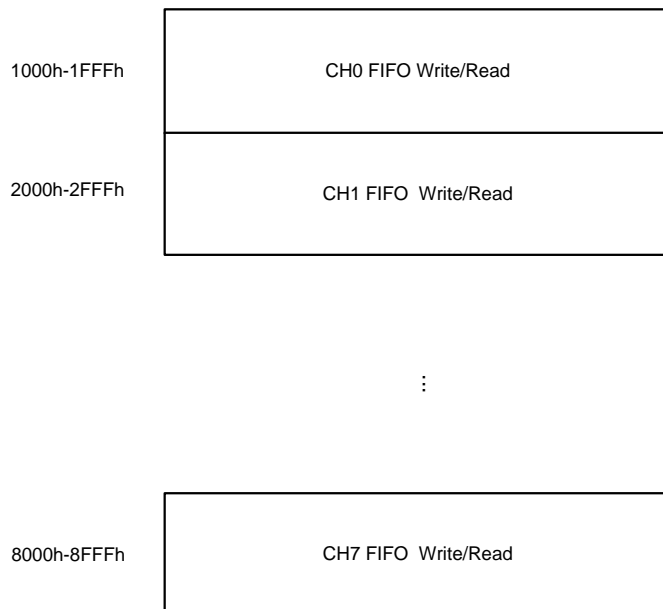 1000h-1FFFh
CH0 FIFO Write/Read
2000h-2FFFh
CH1 FIFO  Write/Read
⋮
8000h-8FFFh
CH7 FIFO  Write/Read